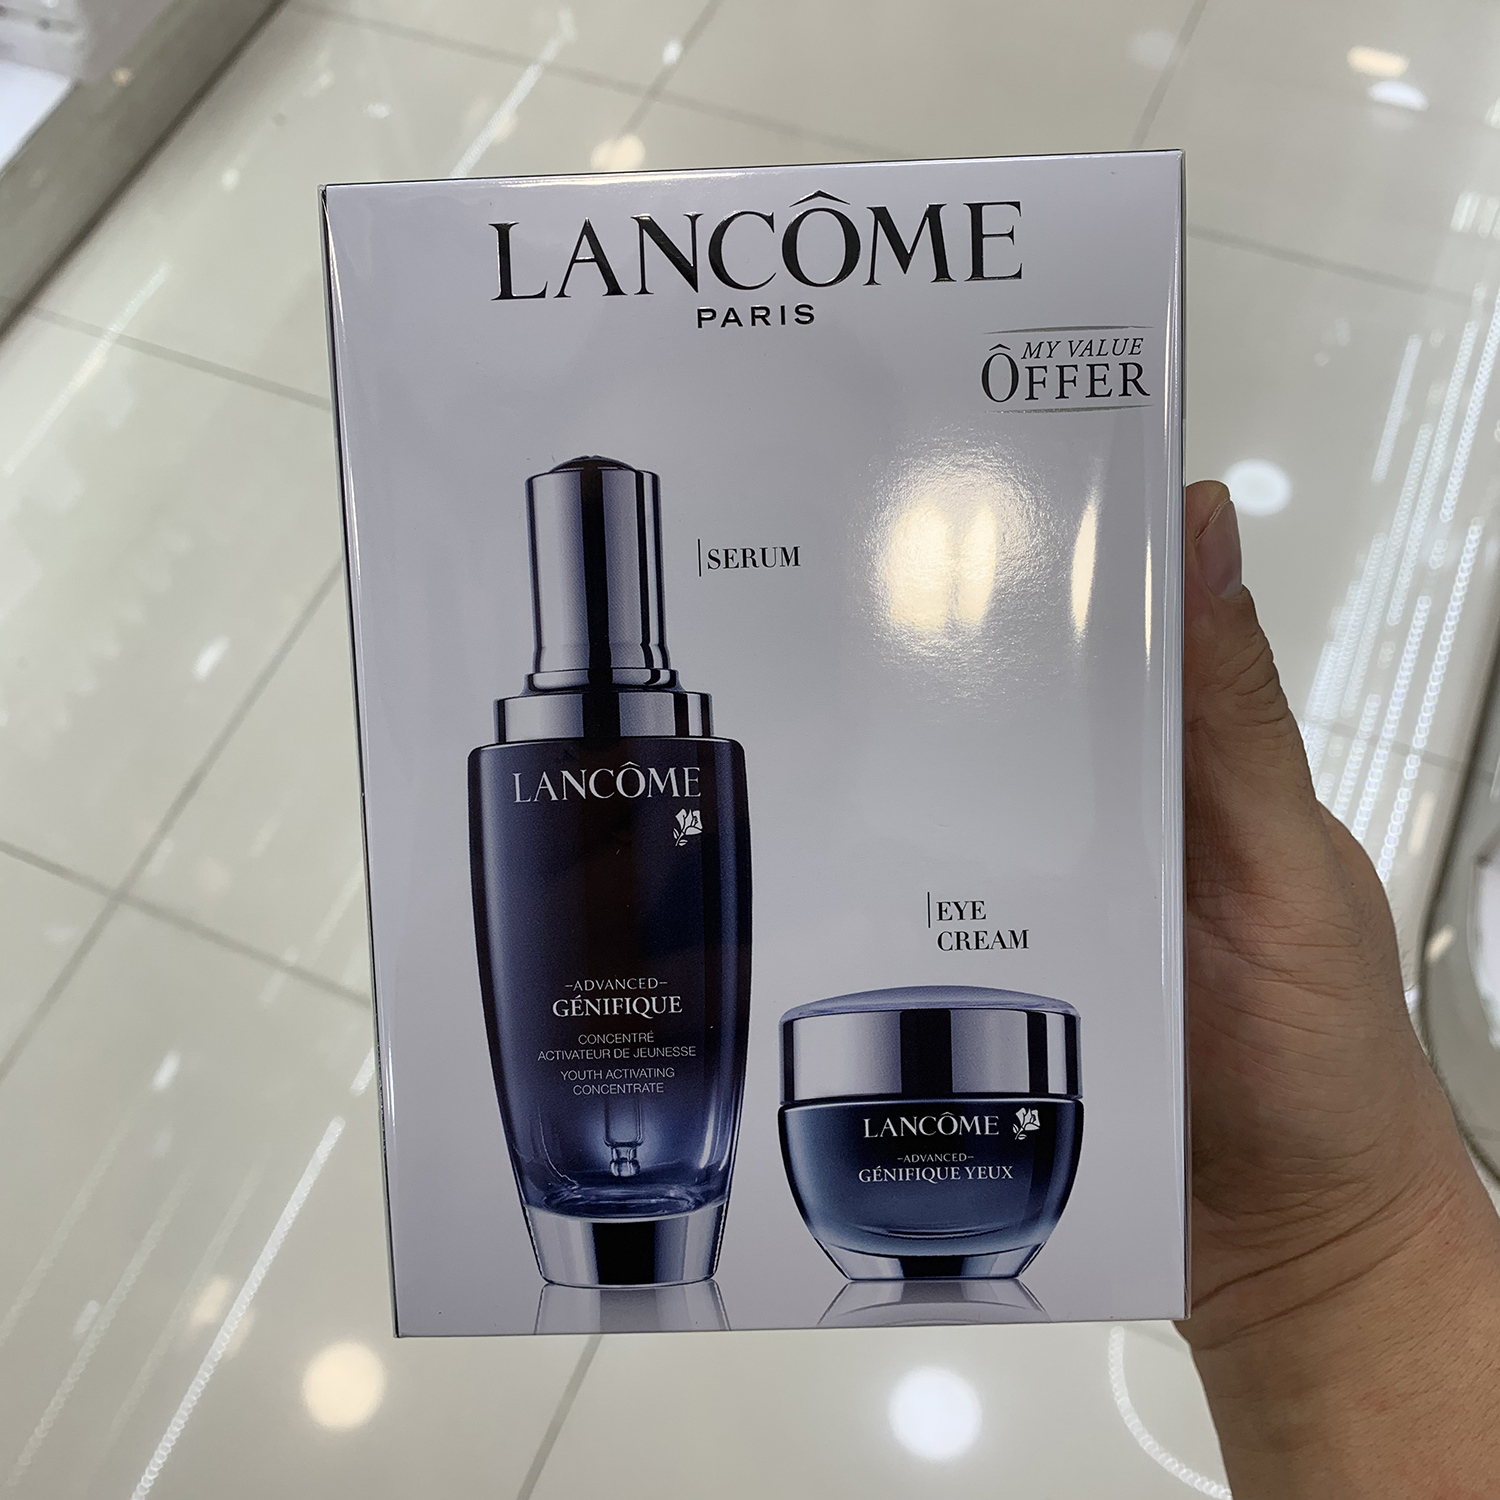 LANCÔME
PARIS
MY VALUE
ÔFFER
SERUM
LANCÔME
-ADVANCED-
GÉNIFIQUE
CONCENTRÉ
ACTIVATEUR DE JEUNESSE
YOUTH ACTIVATING
CONCENTRATE
EYE
CREAM
LANCÔME
-ADVANCED-
GÉNIFIQUE YEUX